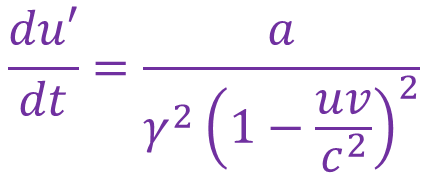 du′/dt = a / (γ² (1 − uv/c²)²)